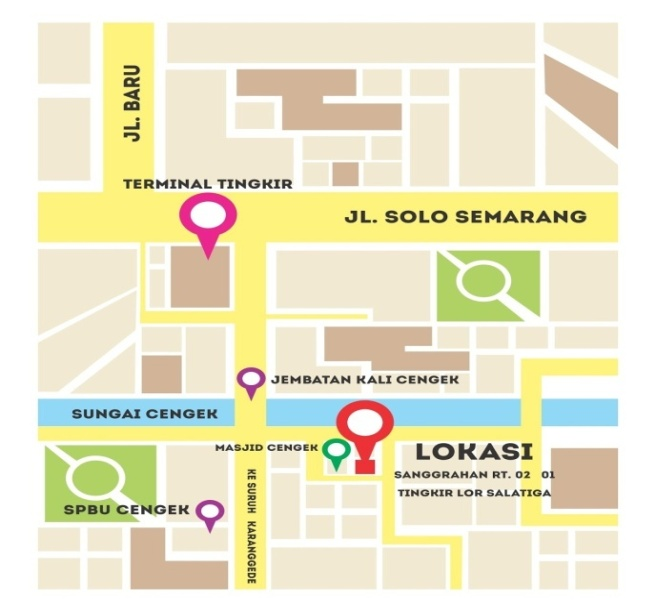 JL. BARU
TERMINAL TINGKIR
JL. SOLO SEMARANG
JEMBATAN KALI CENGEK
SUNGAI CENGEK
MASJID CENGEK
LOKASI
SANGGRAHAN RT. 02 01
TINGKIR LOR SALATIGA
SPBU CENGEK
KE SURUH KARANGGEDE